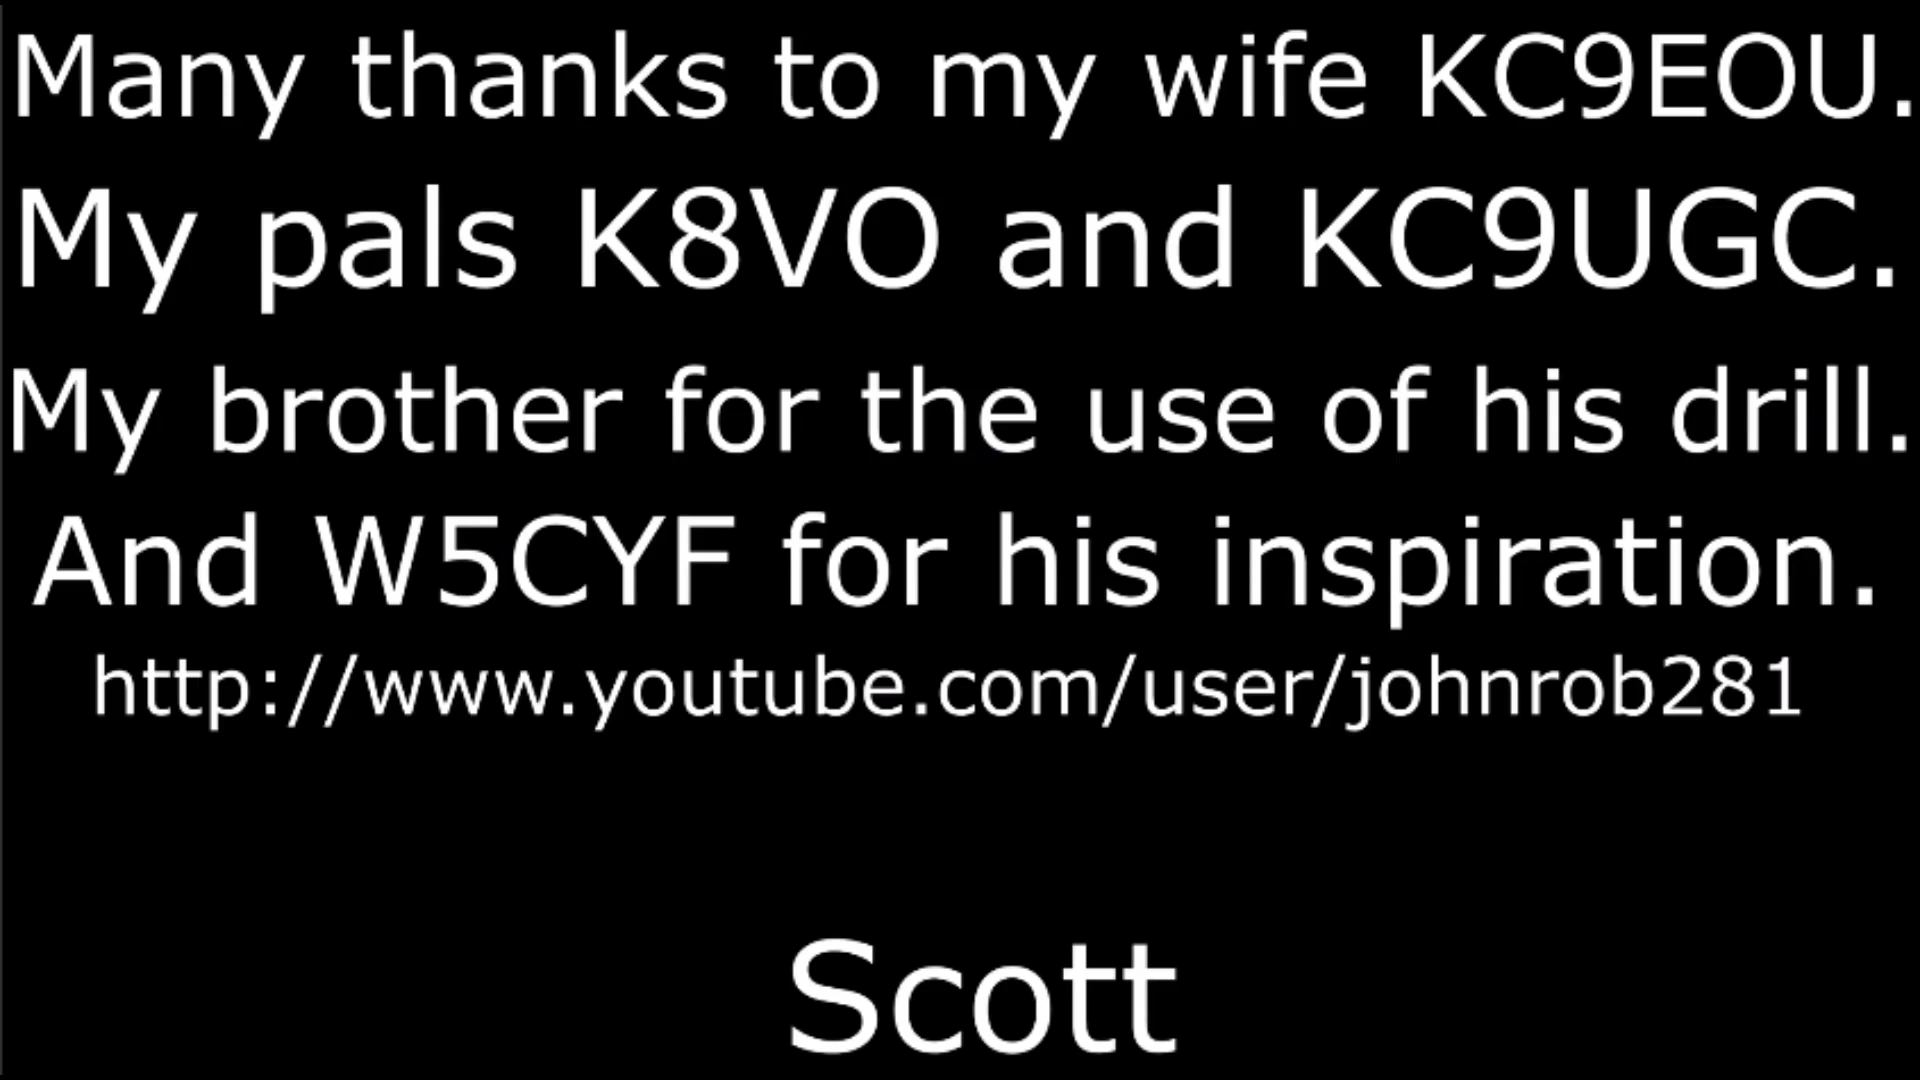 Many thanks to my wife KC9EOU.
My pals K8VO and KC9UGC.
My brother for the use of his drill.
And W5CYF for his inspiration.
http://www.youtube.com/user/johnrob281
Scott